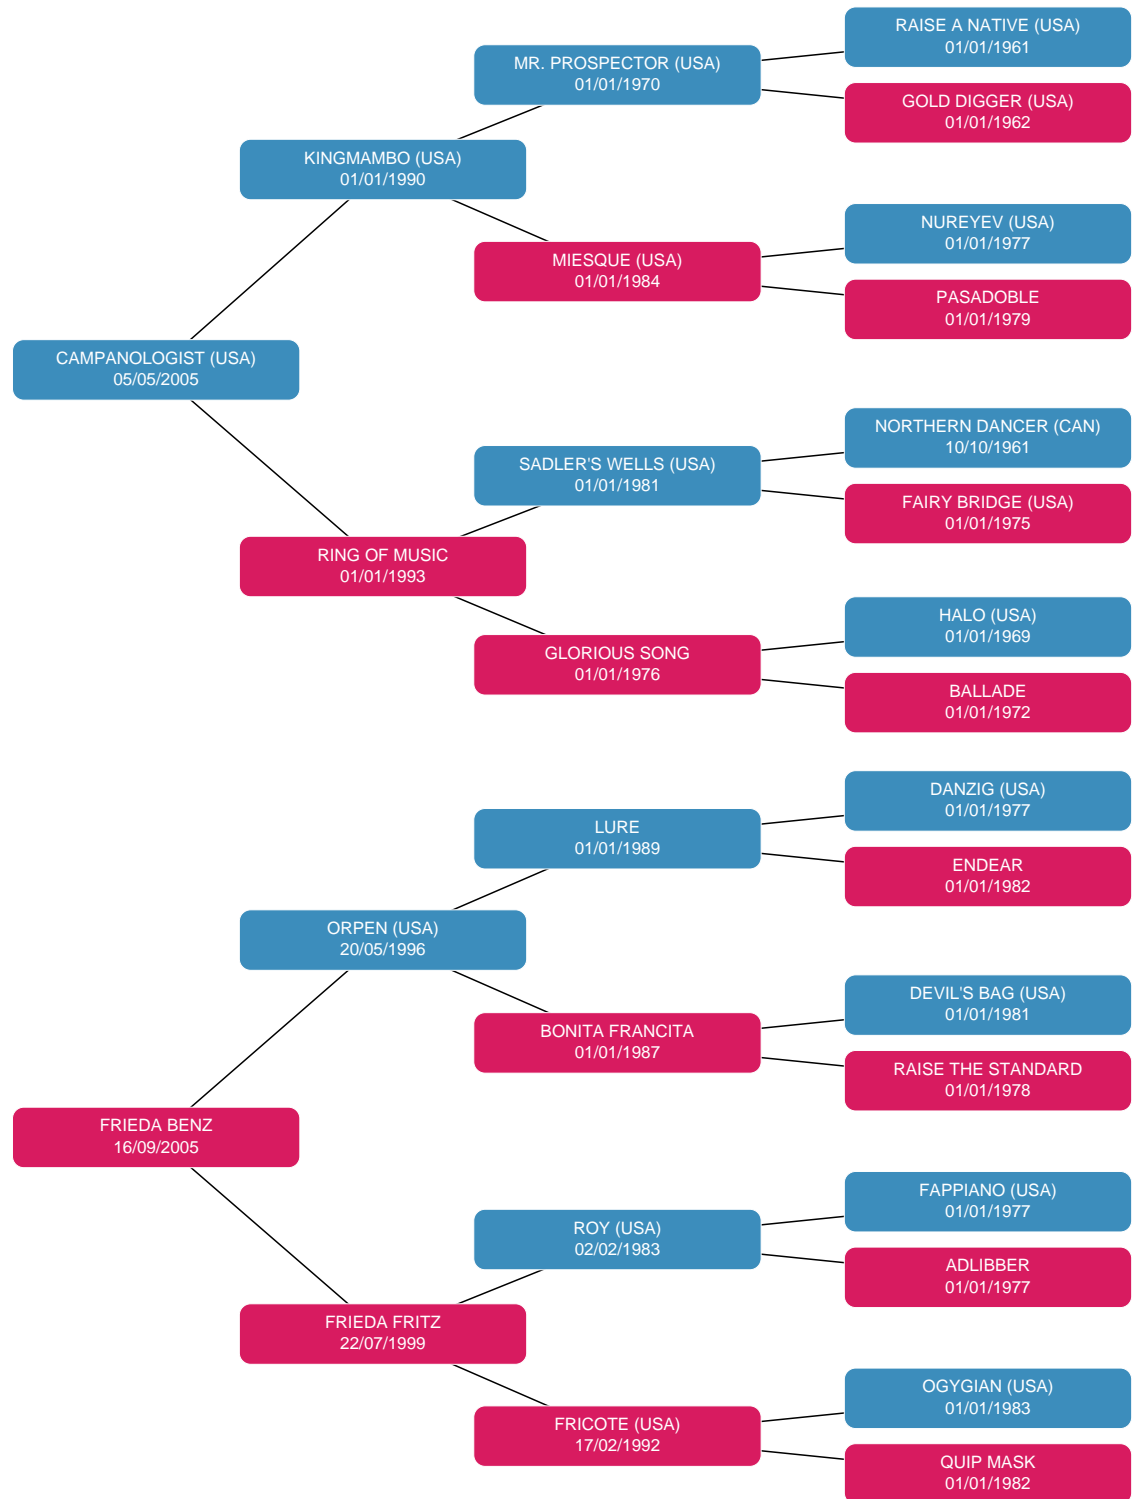 RAISE A NATIVE (USA)
01/01/1961
MR. PROSPECTOR (USA)
01/01/1970
GOLD DIGGER (USA)
01/01/1962
KINGMAMBO (USA)
01/01/1990
NUREYEV (USA)
01/01/1977
MIESQUE (USA)
01/01/1984
PASADOBLE
01/01/1979
CAMPANOLOGIST (USA)
05/05/2005
NORTHERN DANCER (CAN)
10/10/1961
SADLER'S WELLS (USA)
01/01/1981
FAIRY BRIDGE (USA)
01/01/1975
RING OF MUSIC
01/01/1993
HALO (USA)
01/01/1969
GLORIOUS SONG
01/01/1976
BALLADE
01/01/1972
DANZIG (USA)
01/01/1977
LURE
01/01/1989
ENDEAR
01/01/1982
ORPEN (USA)
20/05/1996
DEVIL'S BAG (USA)
01/01/1981
BONITA FRANCITA
01/01/1987
RAISE THE STANDARD
01/01/1978
FRIEDA BENZ
16/09/2005
FAPPIANO (USA)
01/01/1977
ROY (USA)
02/02/1983
ADLIBBER
01/01/1977
FRIEDA FRITZ
22/07/1999
OGYGIAN (USA)
01/01/1983
FRICOTE (USA)
17/02/1992
QUIP MASK
01/01/1982